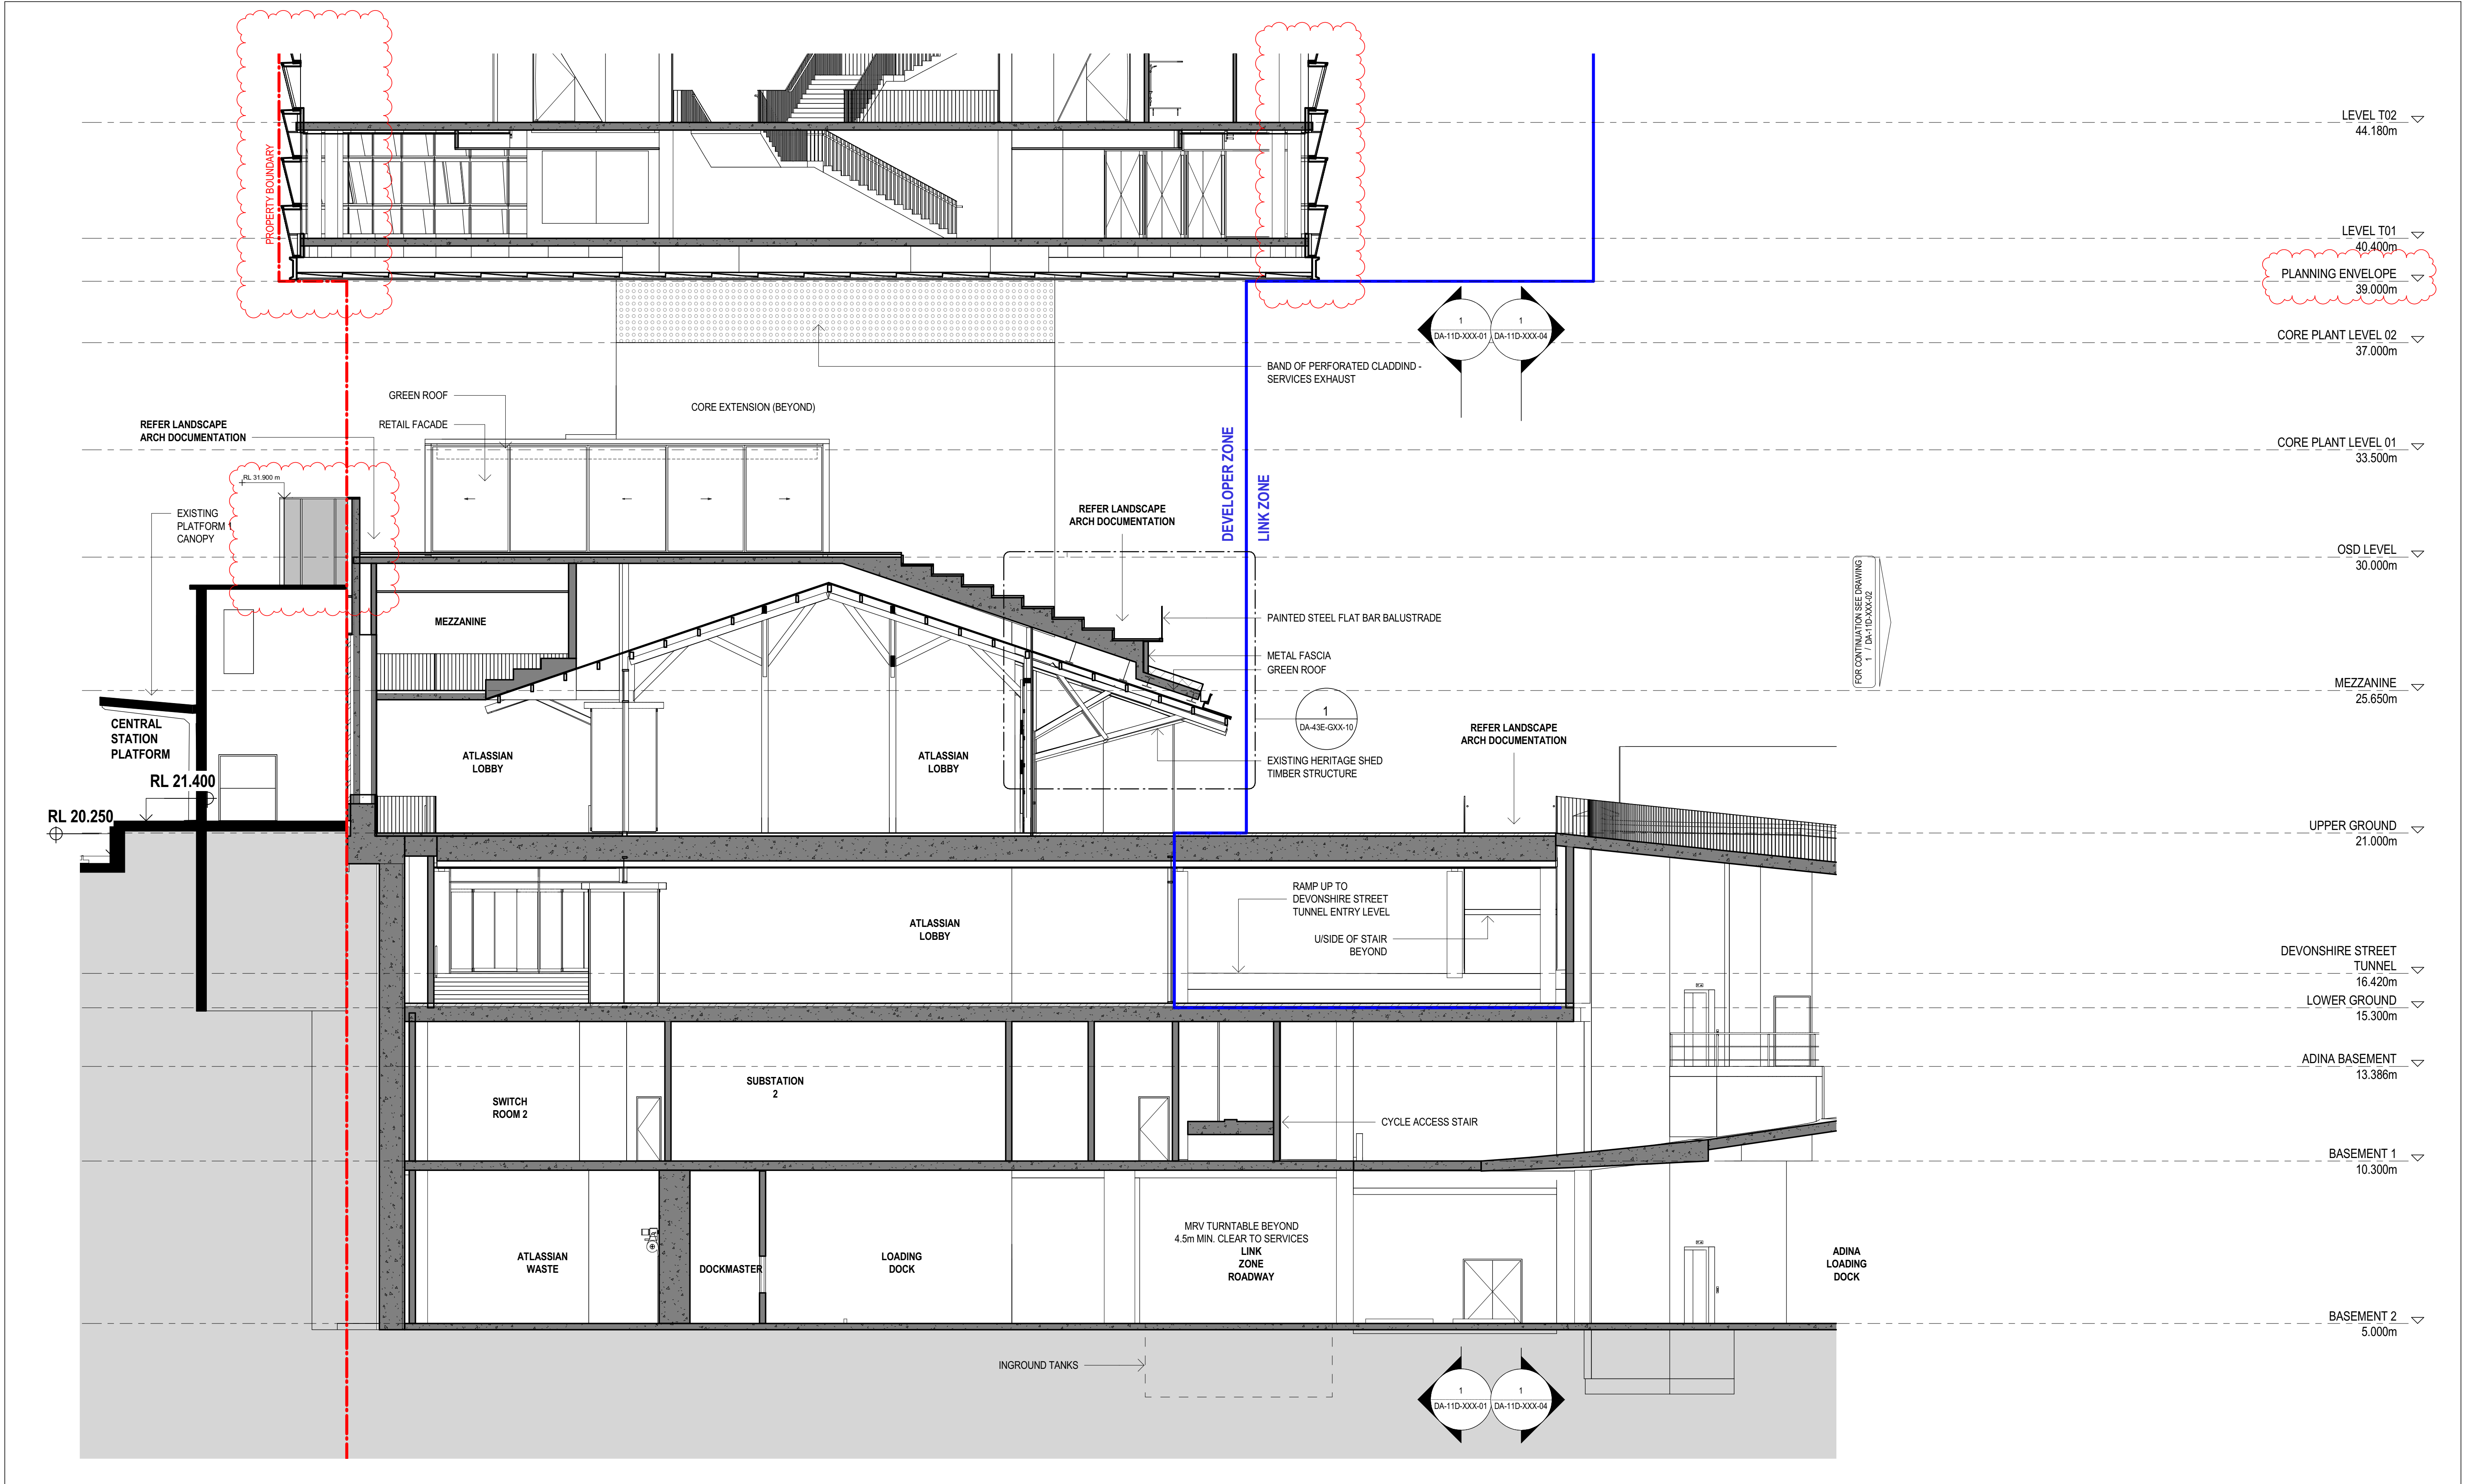 LEVEL T02
44.180m
PROPERTY BOUNDARY
LEVEL T01
40.400m
PLANNING ENVELOPE
39.000m
1
DA-11D-XXX-01
1
DA-11D-XXX-04
CORE PLANT LEVEL 02
37.000m
BAND OF PERFORATED CLADDIND -
SERVICES EXHAUST
GREEN ROOF
CORE EXTENSION (BEYOND)
RETAIL FACADE
REFER LANDSCAPE
ARCH DOCUMENTATION
DEVELOPER ZONE
LINK ZONE
CORE PLANT LEVEL 01
33.500m
RL 31.900 m
EXISTING
PLATFORM 1
CANOPY
REFER LANDSCAPE
ARCH DOCUMENTATION
OSD LEVEL
30.000m
FOR CONTINUATION SEE DRAWING
1 / DA-11D-XXX-02
MEZZANINE
PAINTED STEEL FLAT BAR BALUSTRADE
METAL FASCIA
GREEN ROOF
MEZZANINE
25.650m
1
DA-43E-GXX-10
CENTRAL
STATION
PLATFORM
REFER LANDSCAPE
ARCH DOCUMENTATION
ATLASSIAN
LOBBY
ATLASSIAN
LOBBY
EXISTING HERITAGE SHED
TIMBER STRUCTURE
RL 21.400
RL 20.250
UPPER GROUND
21.000m
RAMP UP TO
DEVONSHIRE STREET
TUNNEL ENTRY LEVEL
ATLASSIAN
LOBBY
U/SIDE OF STAIR
BEYOND
DEVONSHIRE STREET
TUNNEL
16.420m
LOWER GROUND
15.300m
ADINA BASEMENT
13.386m
SUBSTATION
2
SWITCH
ROOM 2
CYCLE ACCESS STAIR
BASEMENT 1
10.300m
MRV TURNTABLE BEYOND
4.5m MIN. CLEAR TO SERVICES
LINK
ZONE
ROADWAY
ATLASSIAN
WASTE
DOCKMASTER
LOADING
DOCK
ADINA
LOADING
DOCK
BASEMENT 2
5.000m
INGROUND TANKS
1
DA-11D-XXX-01
1
DA-11D-XXX-04